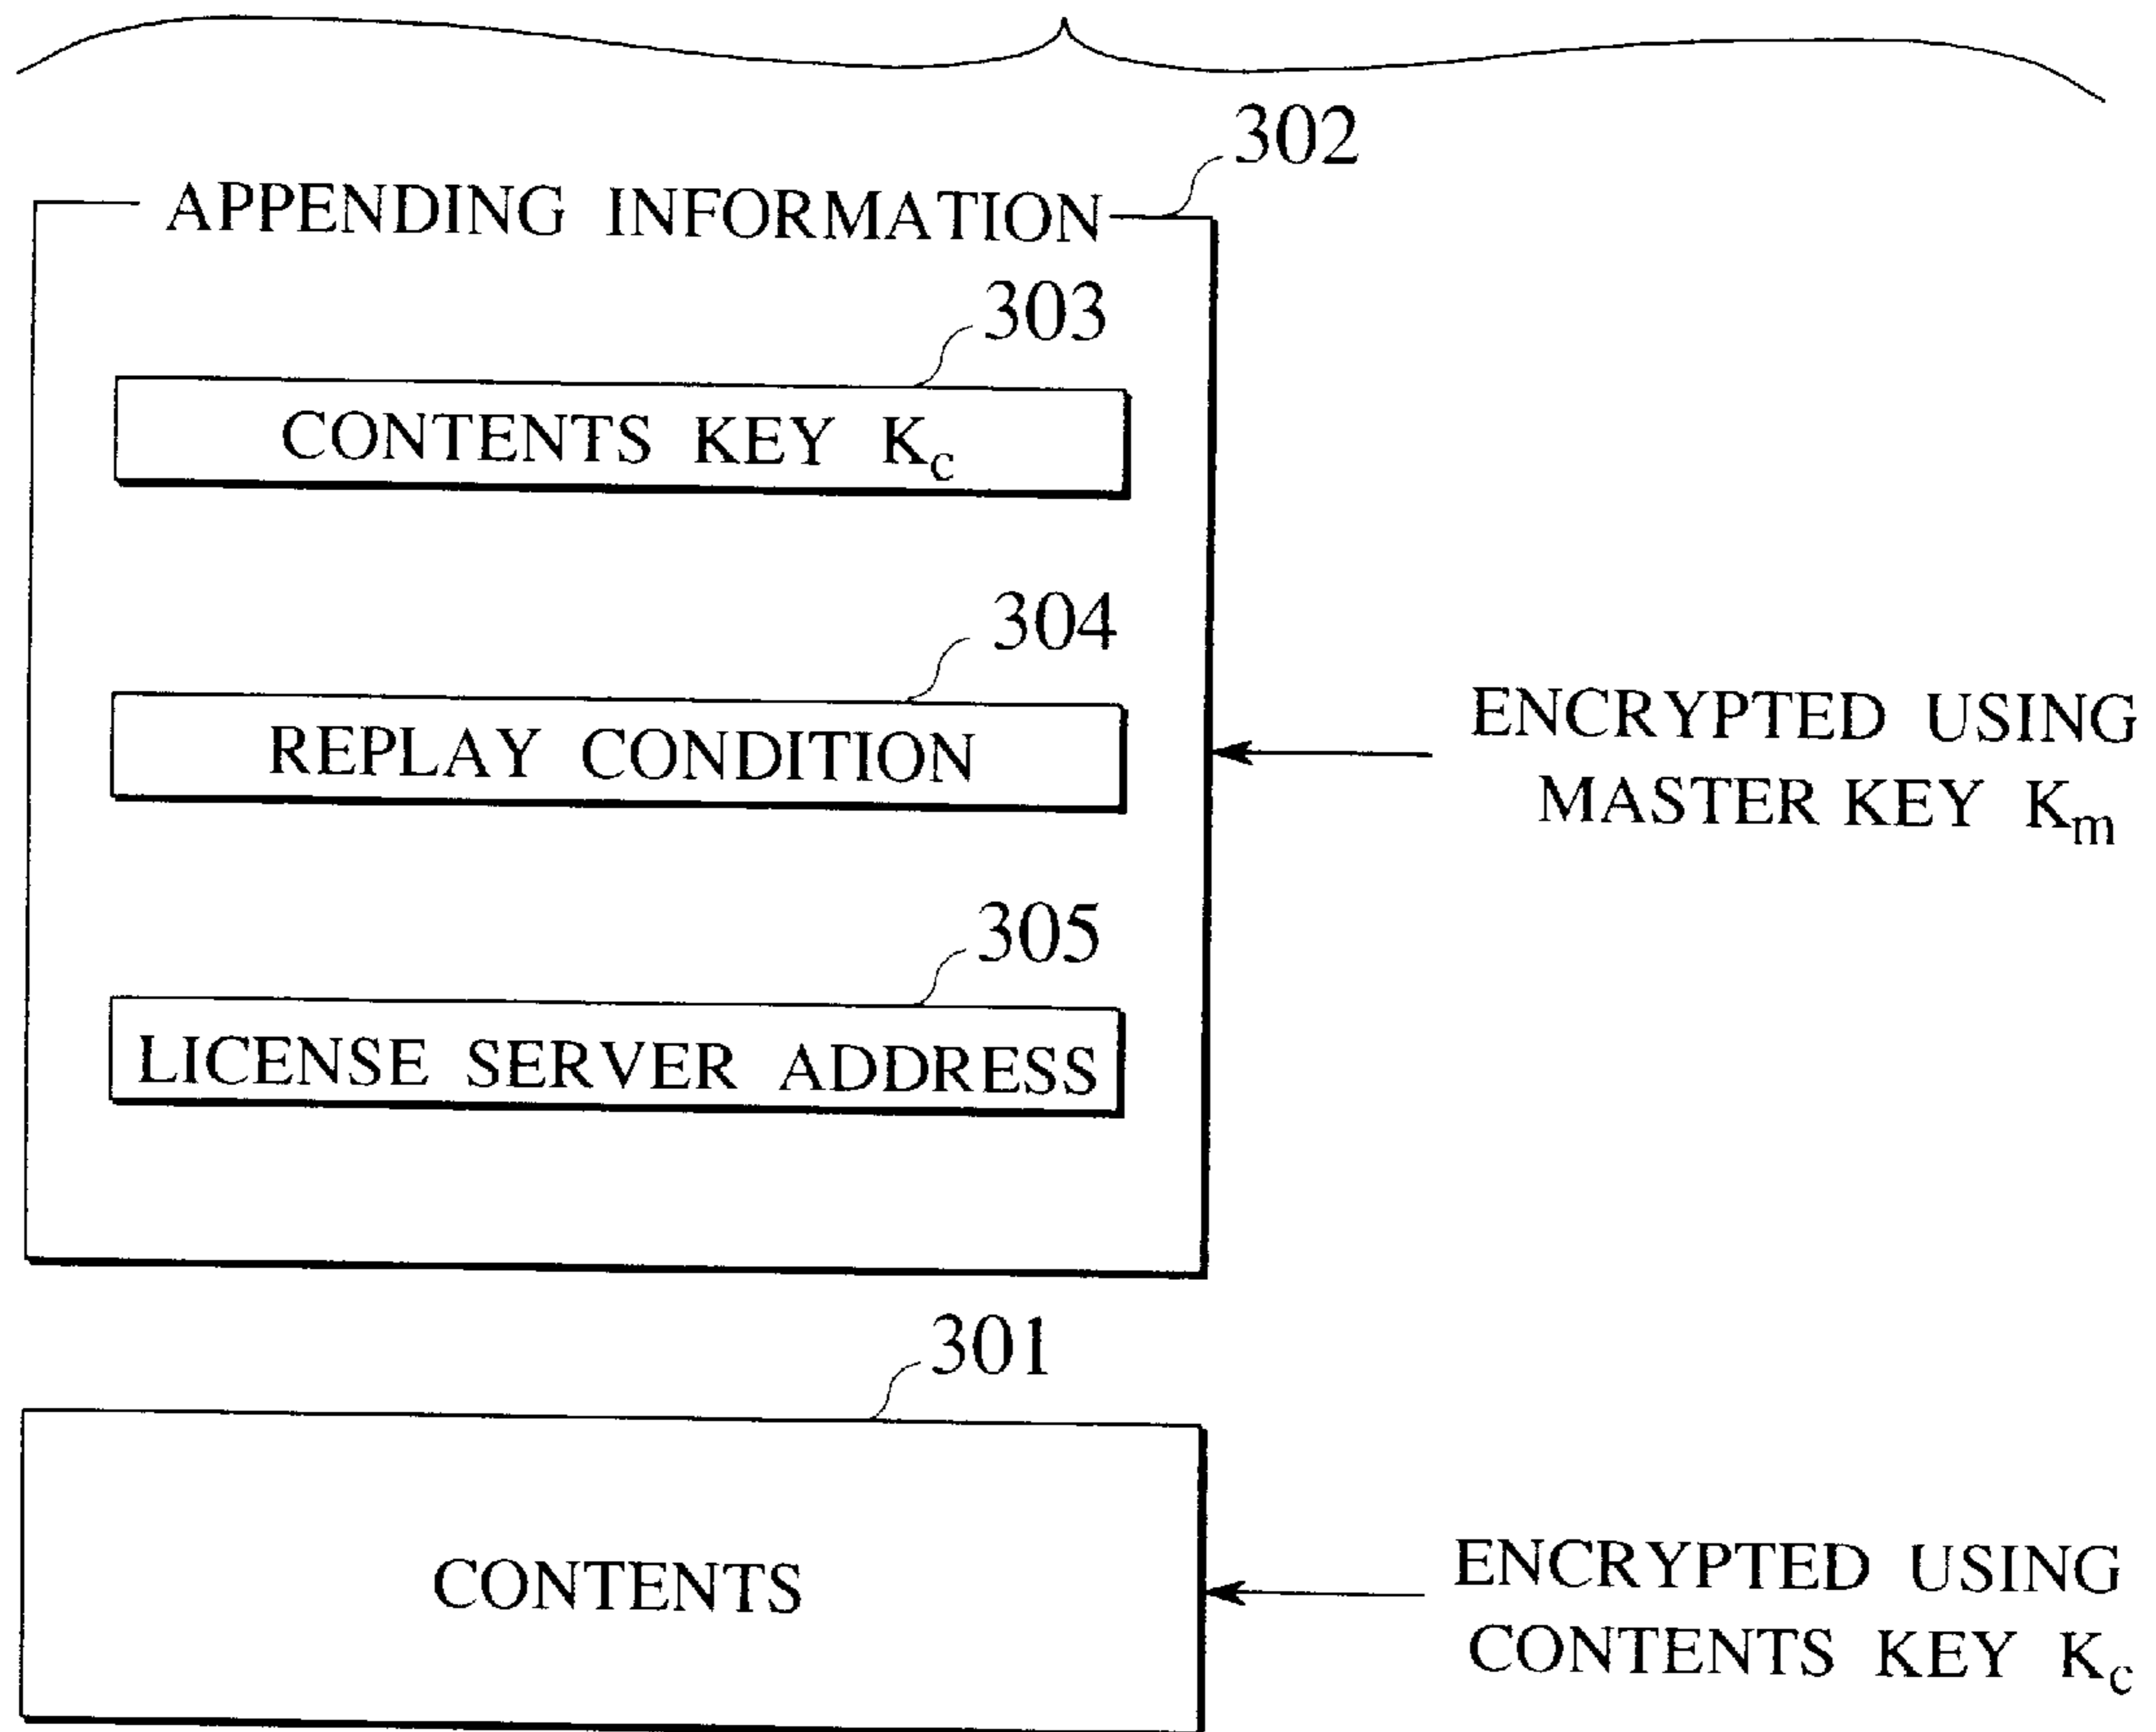 302
APPENDING INFORMATION
303
CONTENTS KEY Kc
304
REPLAY CONDITION
ENCRYPTED USING
MASTER KEY Km
305
LICENSE SERVER ADDRESS
301
CONTENTS
ENCRYPTED USING
CONTENTS KEY Kc